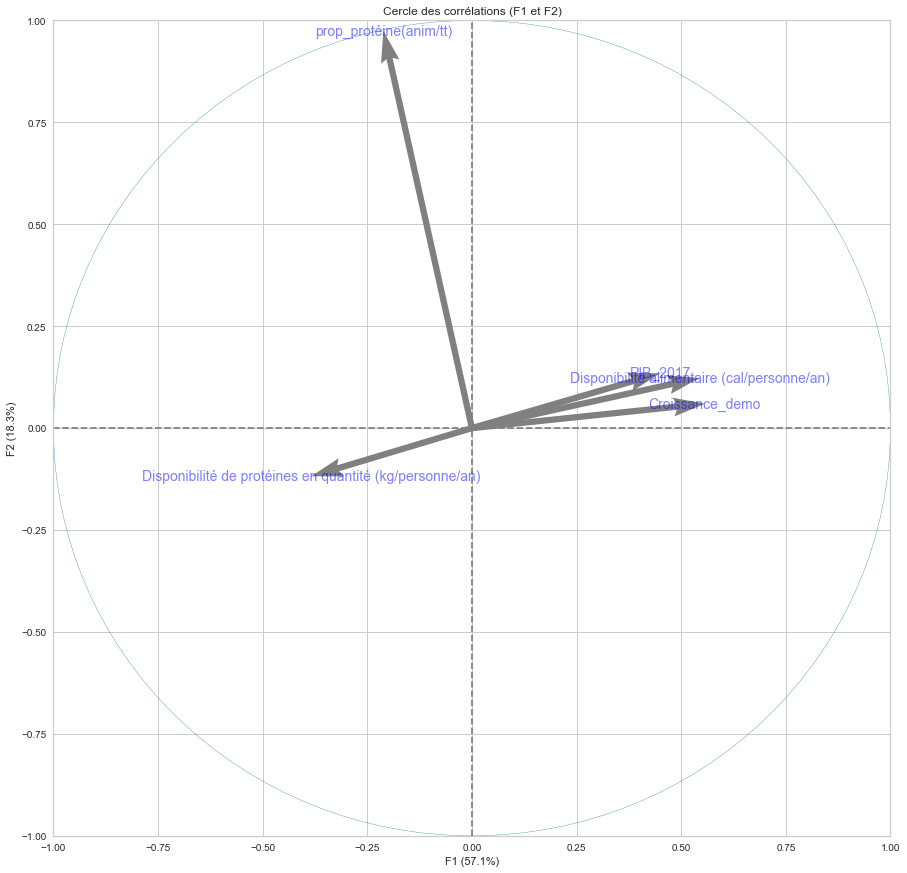 Cercle des corrélations (F1 et F2)
1.00
0.75
0.50
0.25
0.00
−0.25
−0.50
−0.75
−1.00
F2 (18.3%)
prop_protéine(anim/tt)
PIB_2017
Disponibilité alimentaire (cal/personne/an)
Croissance_demo
Disponibilité de protéines en quantité (kg/personne/an)
−1.00 −0.75 −0.50 −0.25 0.00 0.25 0.50 0.75 1.00
F1 (57.1%)